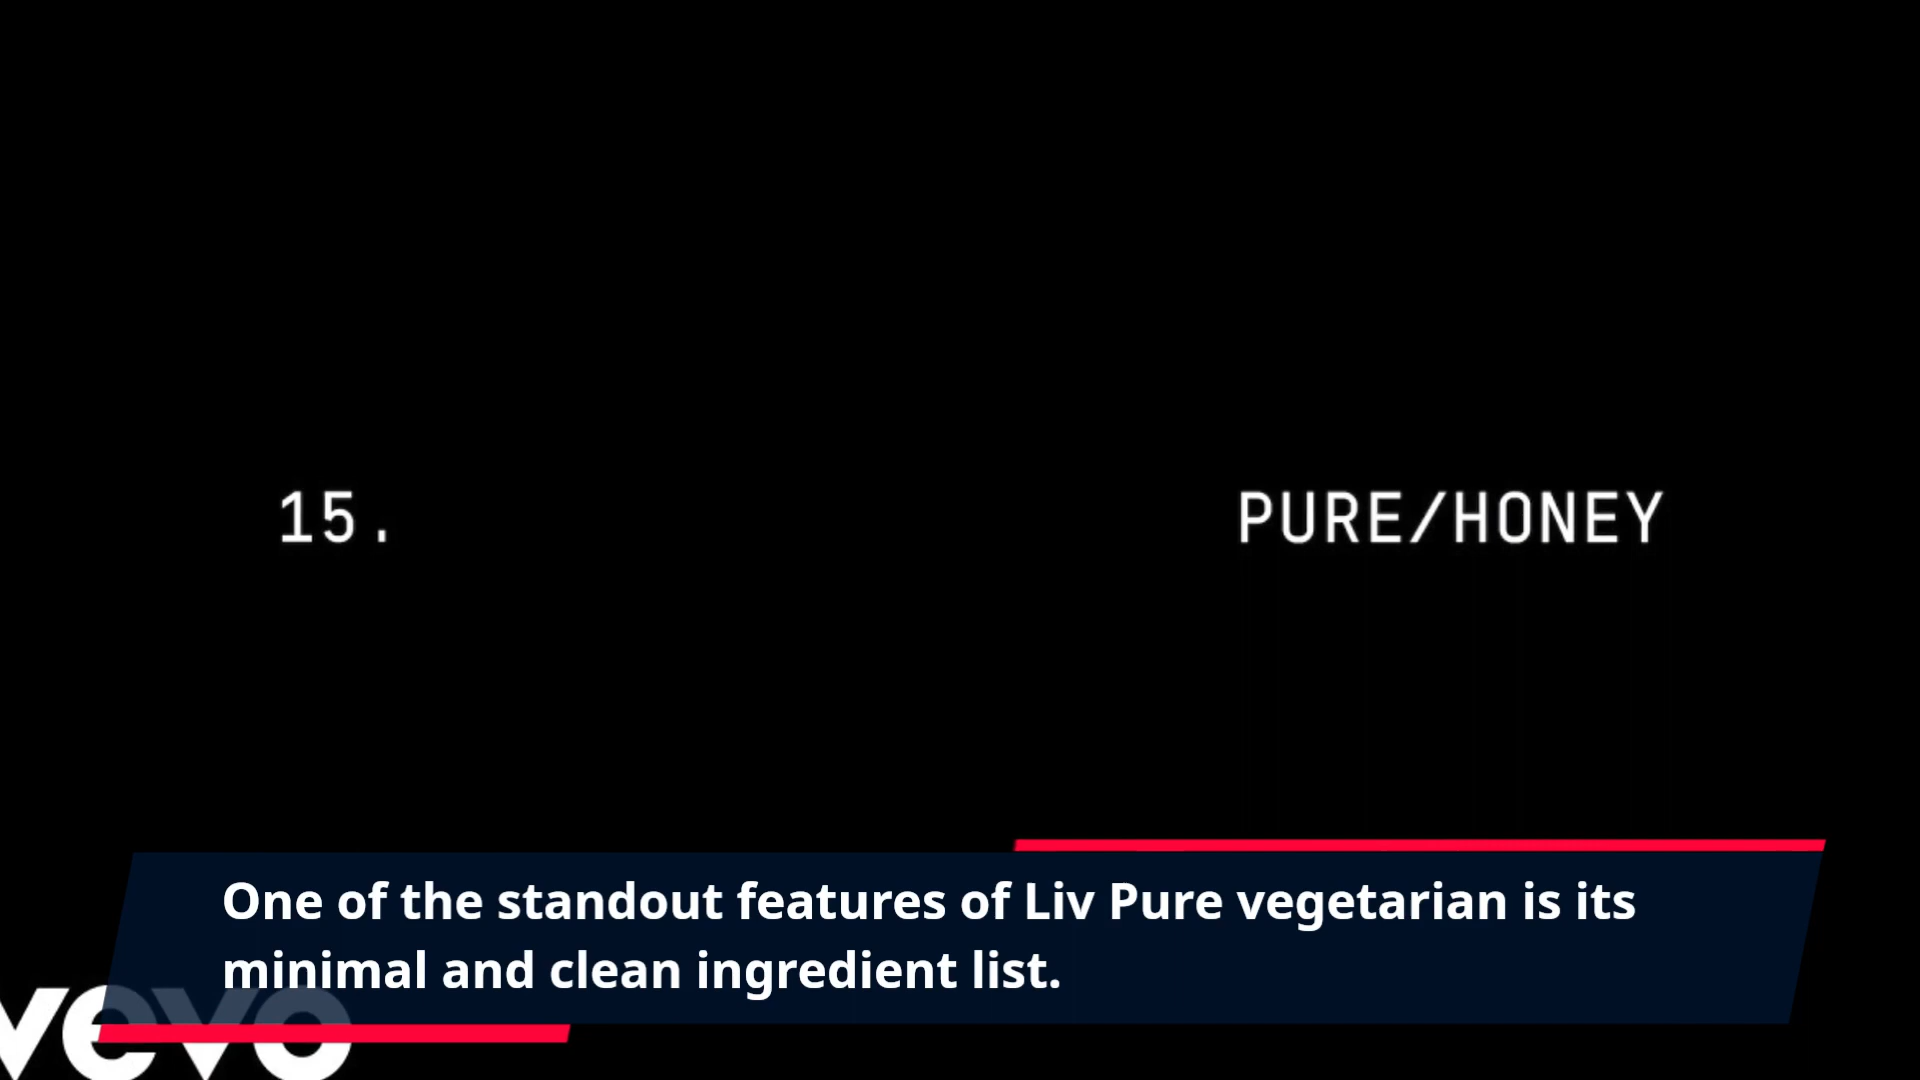 15. PURE/HONEY
One of the standout features of Liv Pure vegetarian is its
minimal and clean ingredient list.
vevo